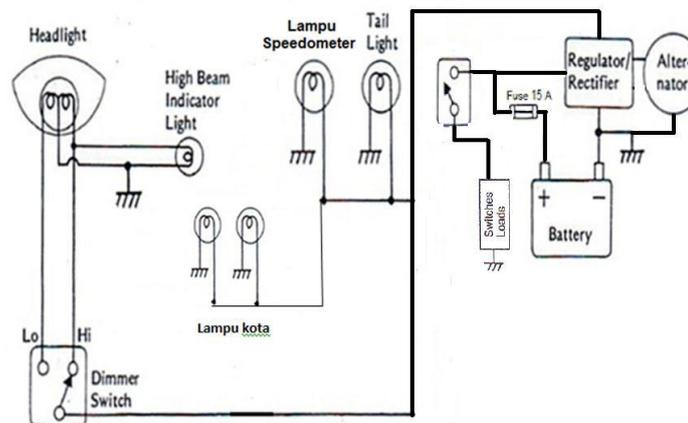 Headlight
Lampu
Speedometer
Tail
Light
High Beam
Indicator
Light
Regulator/
Rectifier
Alter-
nator
Fuse 15 A
Switches
Loads
+ −
Battery
Lampu kota
Lo Hi
Dimmer
Switch